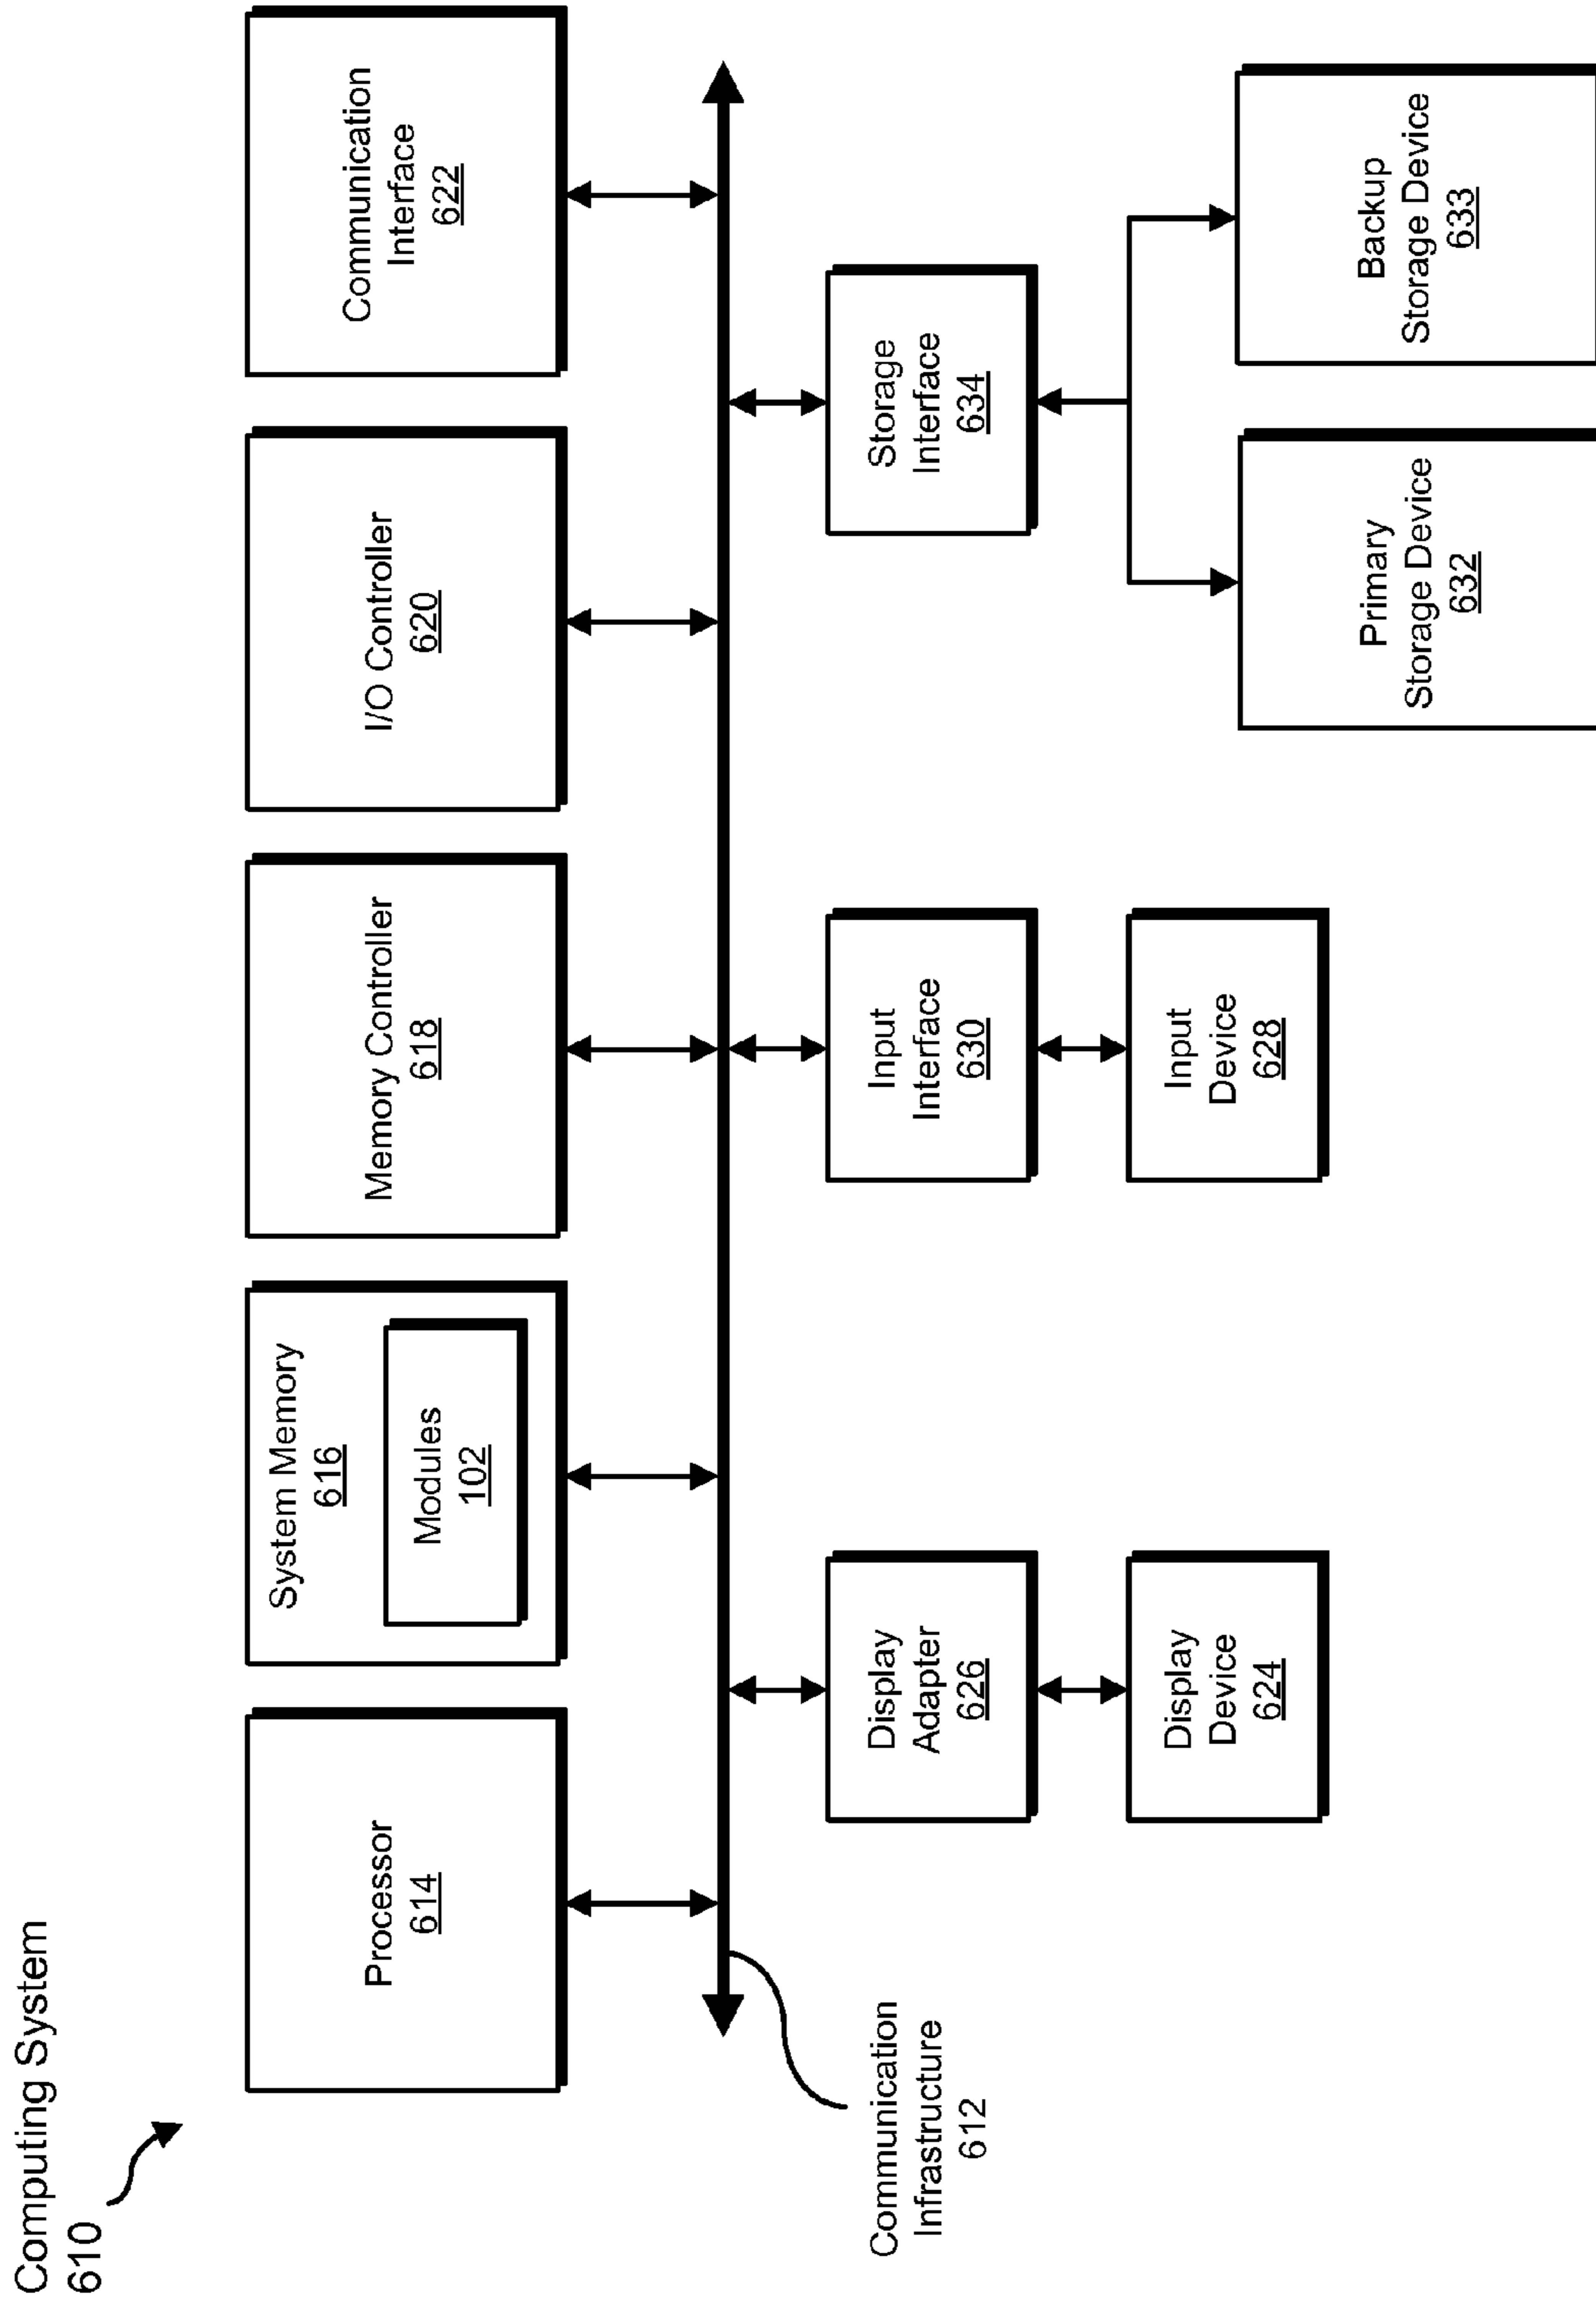 Computing System
610
Processor
614
System Memory
616
Modules
102
Memory Controller
618
I/O Controller
620
Communication
Interface
622
Communication
Infrastructure
612
Display
Adapter
626
Input
Interface
630
Storage
Interface
634
Display
Device
624
Input
Device
628
Primary
Storage Device
632
Backup
Storage Device
633